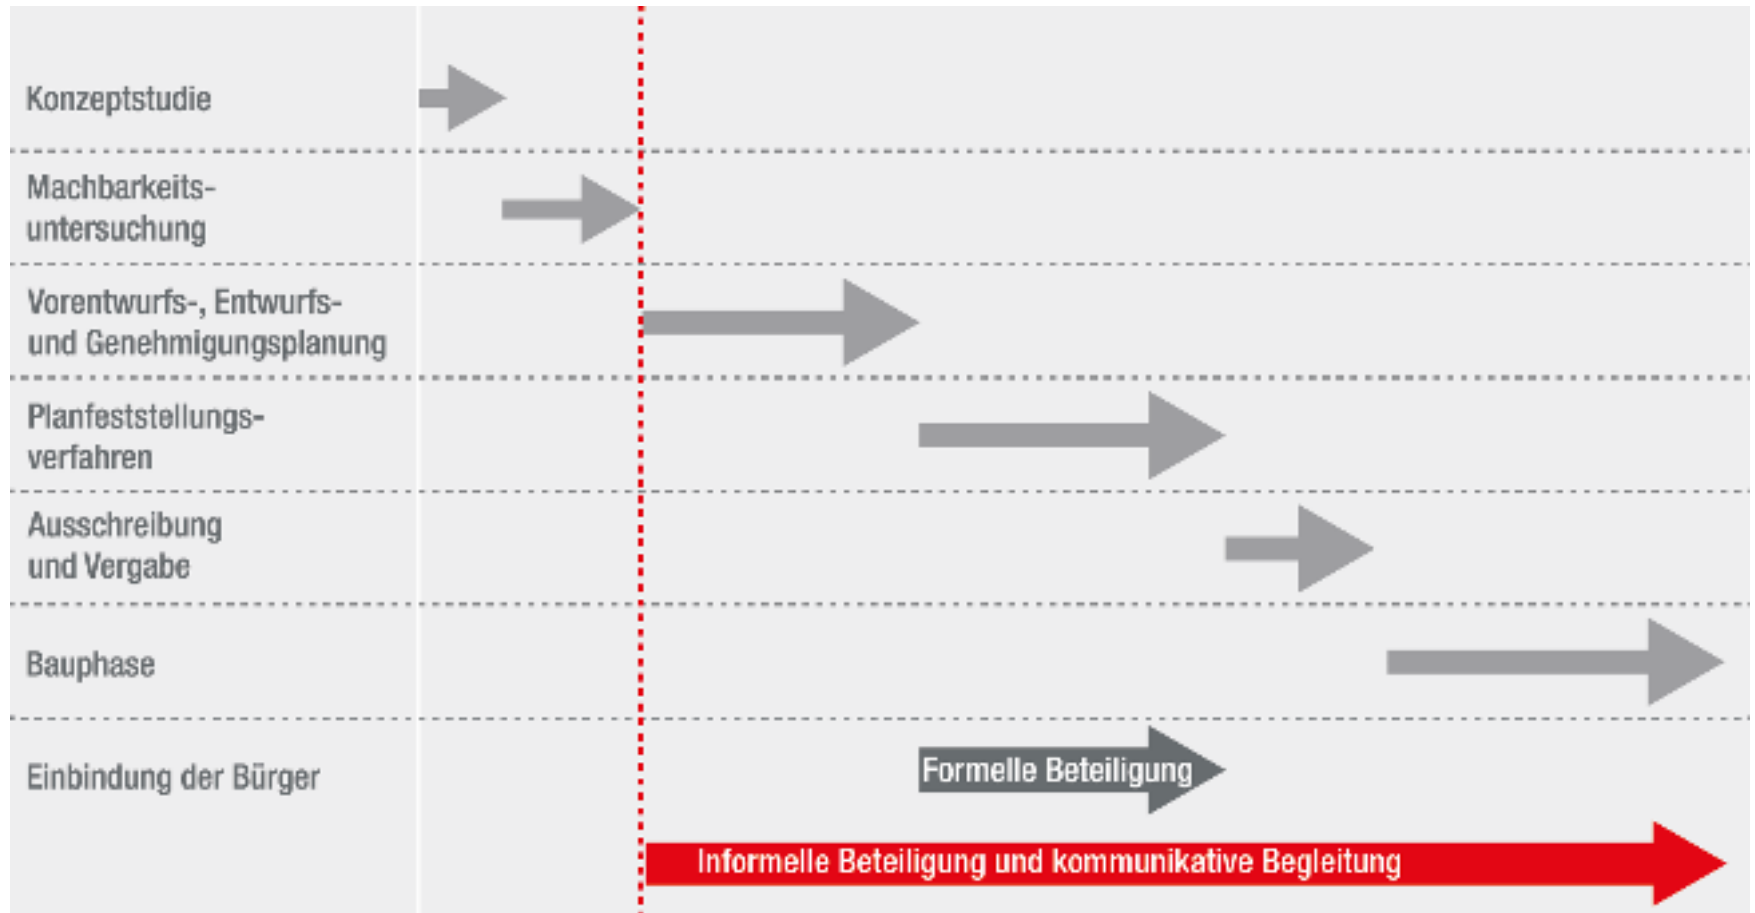 Konzeptstudie
Machbarkeits-
untersuchung
Vorentwurfs-, Entwurfs-
und Genehmigungsplanung
Planfeststellungs-
verfahren
Ausschreibung
und Vergabe
Bauphase
Einbindung der Bürger
Formelle Beteiligung
Informelle Beteiligung und kommunikative Begleitung